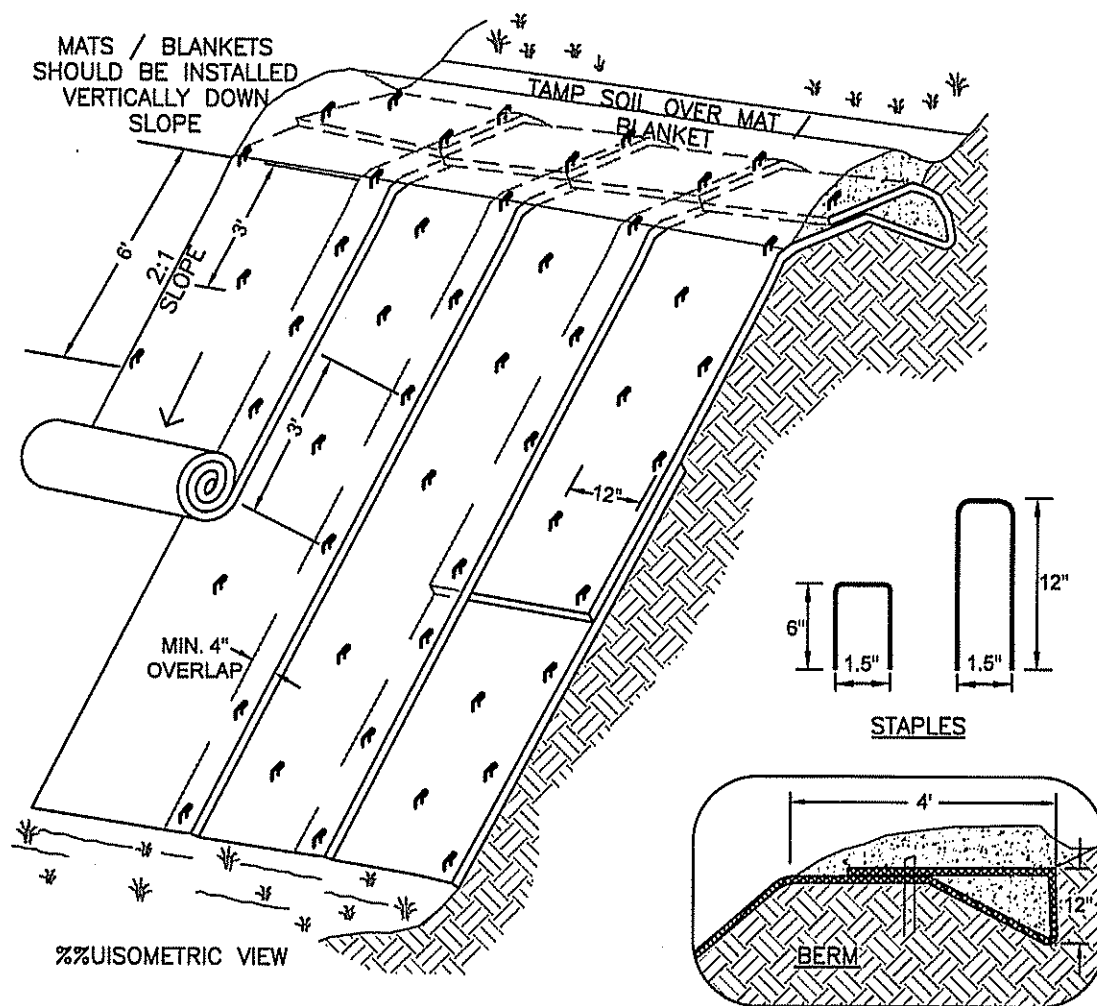 MATS / BLANKETS
SHOULD BE INSTALLED
VERTICALLY DOWN
SLOPE
TAMP SOIL OVER MAT
BLANKET
6'
3'
2:1
SLOPE
3'
12"
MIN. 4"
OVERLAP
6"
1.5"
12"
1.5"
STAPLES
4'
12"
BERM
%%UISOMETRIC VIEW